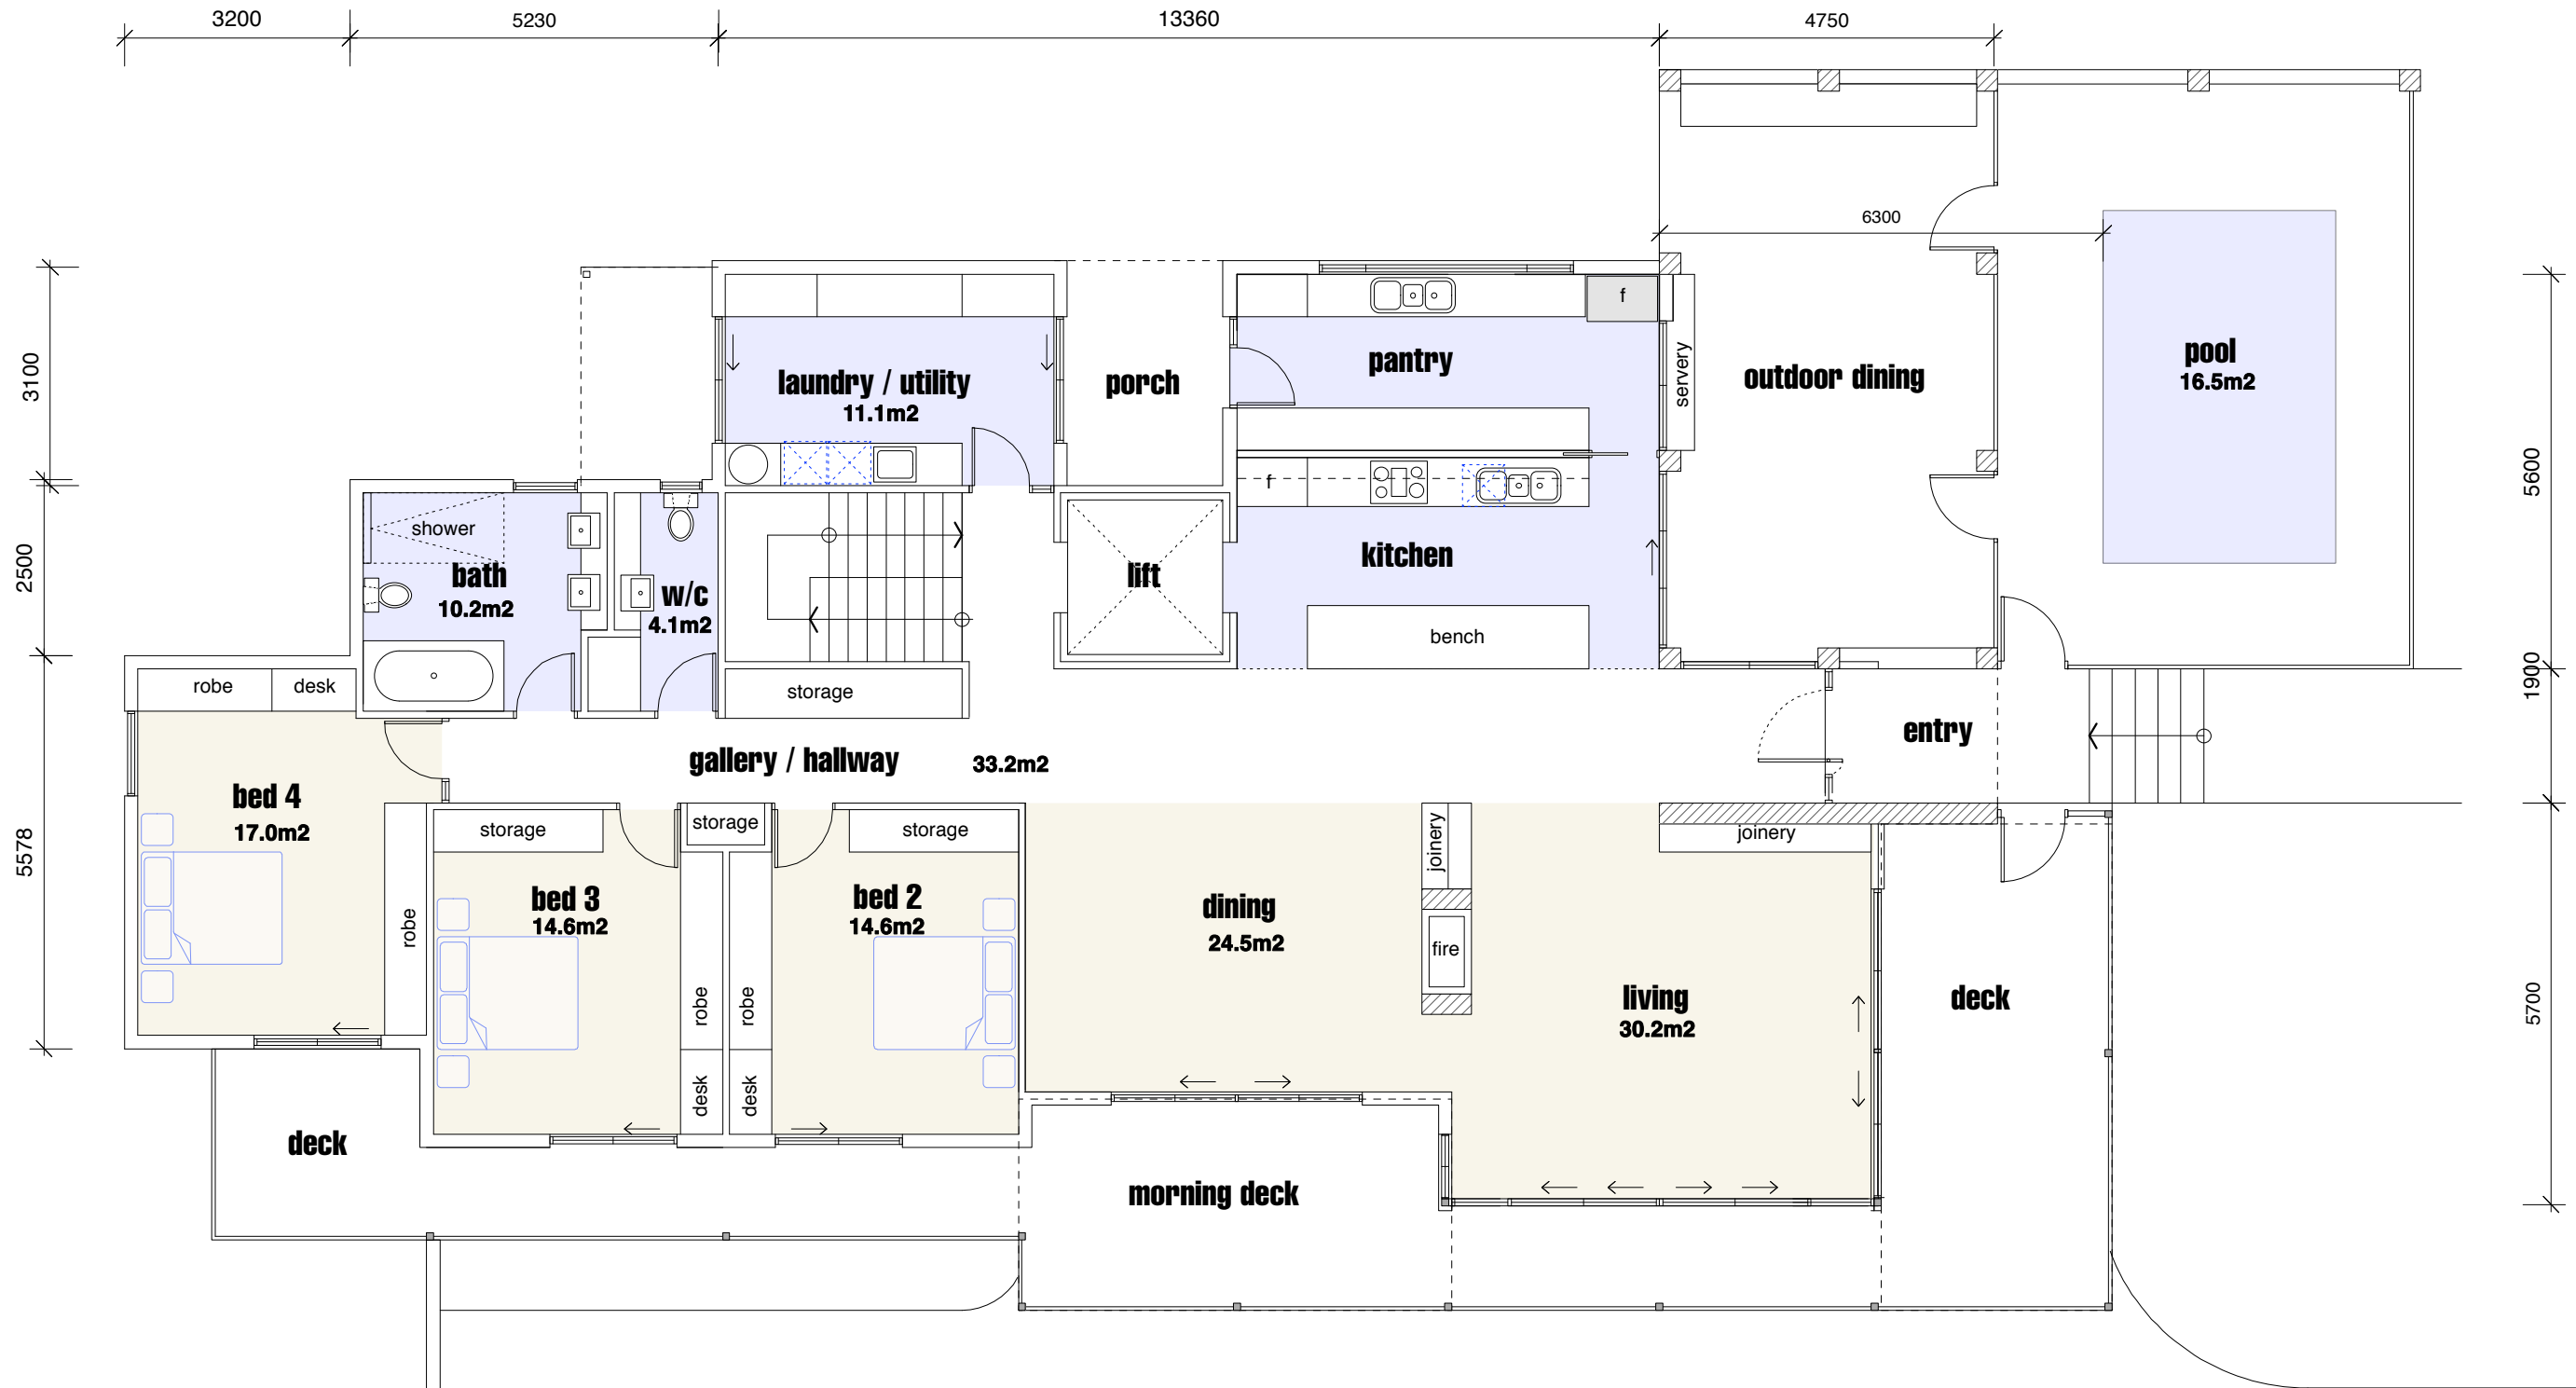 3200
5230
13360
4750
6300
3100
2500
5578
5600
1900
5700
f
servery
pantry
outdoor dining
pool
16.5m2
laundry / utility
11.1m2
porch
f
shower
bath
10.2m2
W/C
4.1m2
lift
kitchen
bench
robe
desk
storage
gallery / hallway
33.2m2
entry
bed 4
17.0m2
robe
storage
storage
storage
joinery
joinery
bed 3
14.6m2
bed 2
14.6m2
dining
24.5m2
fire
living
30.2m2
deck
robe
robe
desk
desk
deck
morning deck